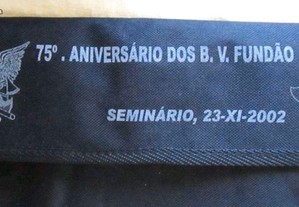 75º . ANIVERSÁRIO DOS B. V. FUNDÃO
SEMINÁRIO, 23-XI-2002